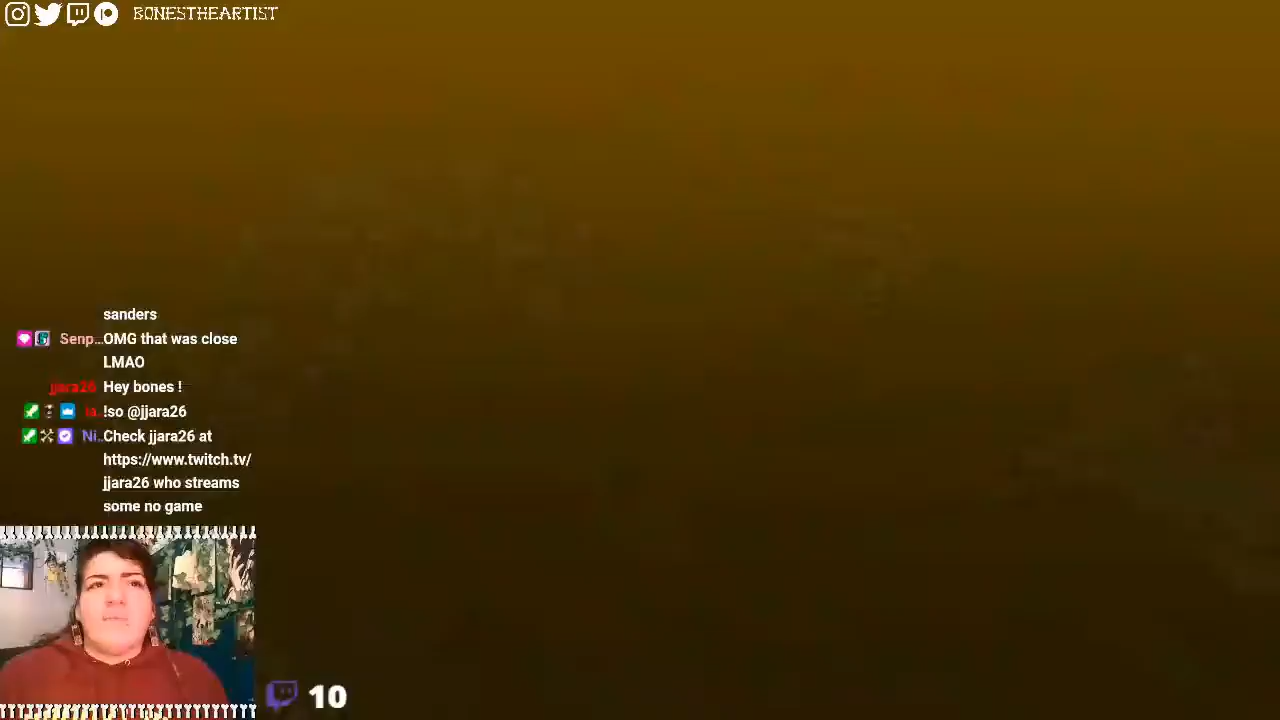 BONESTHEARTIST
sanders
Senp... OMG that was close
LMAO
jjara26 Hey bones !
ia.. !so @jjara26
Ni.. Check jjara26 at
https://www.twitch.tv/
jjara26 who streams
some no game
10